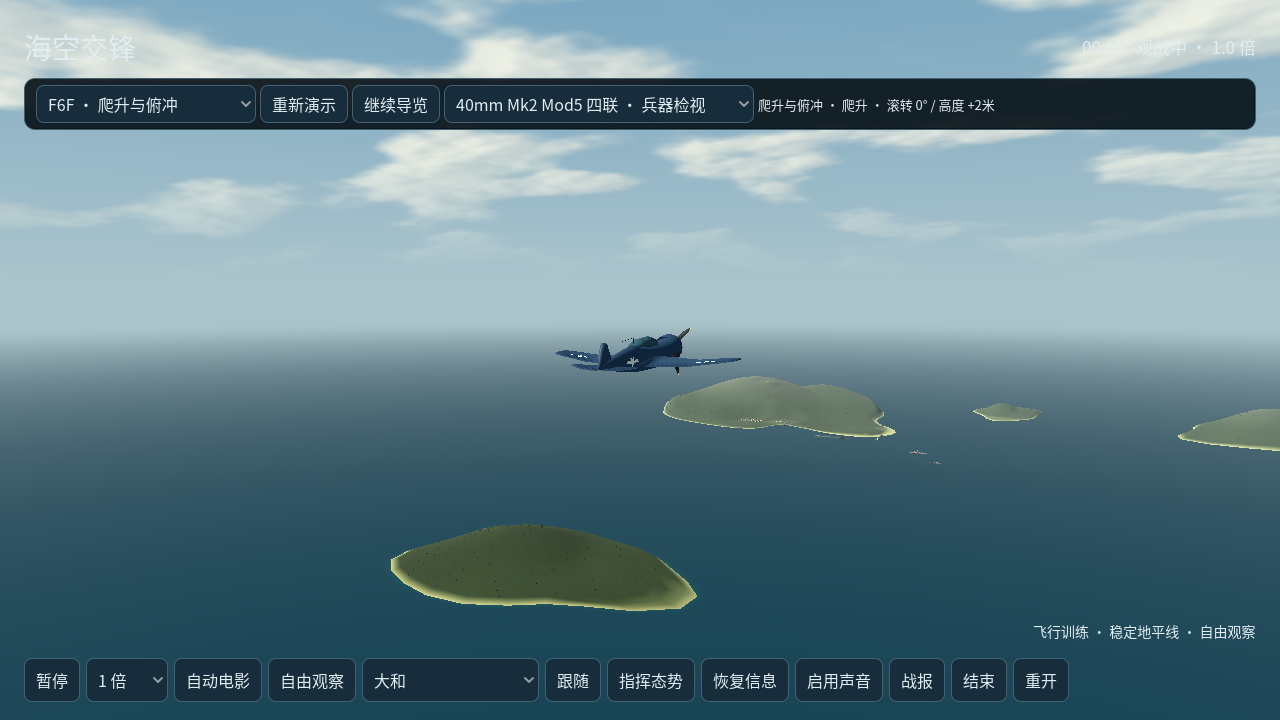 海空交锋
观战中 · 1.0 倍
F6F · 爬升与俯冲
重新演示
继续导览
40mm Mk2 Mod5 四联 · 兵器检视
爬升与俯冲 · 爬升 · 滚转 0° / 高度 +2米
飞行训练 · 稳定地平线 · 自由观察
暂停
1 倍
自动电影
自由观察
大和
跟随
指挥态势
恢复信息
启用声音
战报
结束
重开